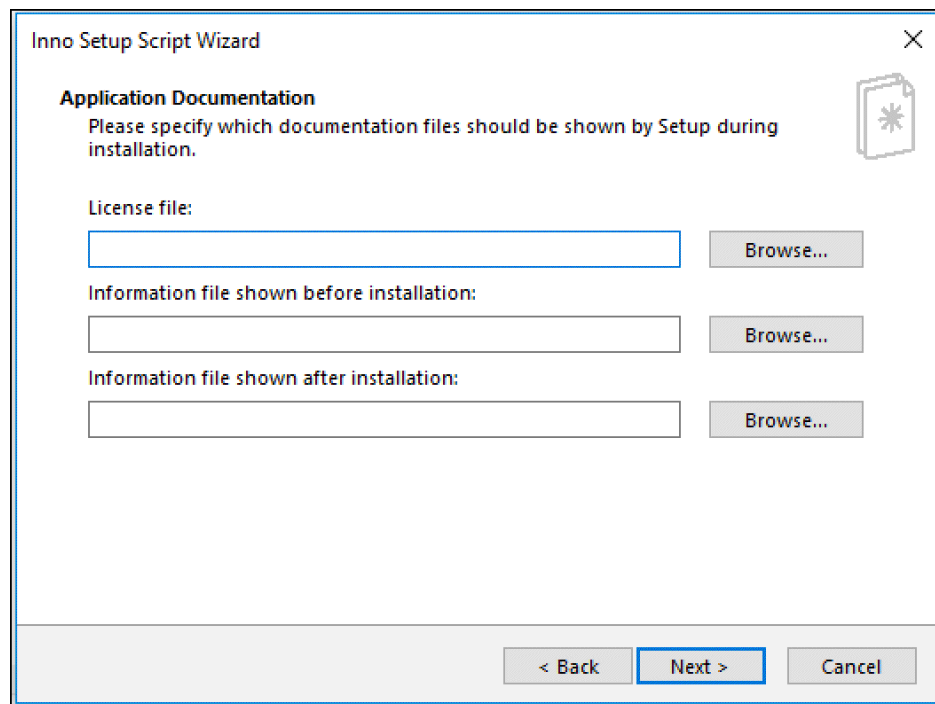 Inno Setup Script Wizard
Application Documentation
Please specify which documentation files should be shown by Setup during
installation.
License file:
Browse...
Information file shown before installation:
Browse...
Information file shown after installation:
Browse...
< Back
Next >
Cancel